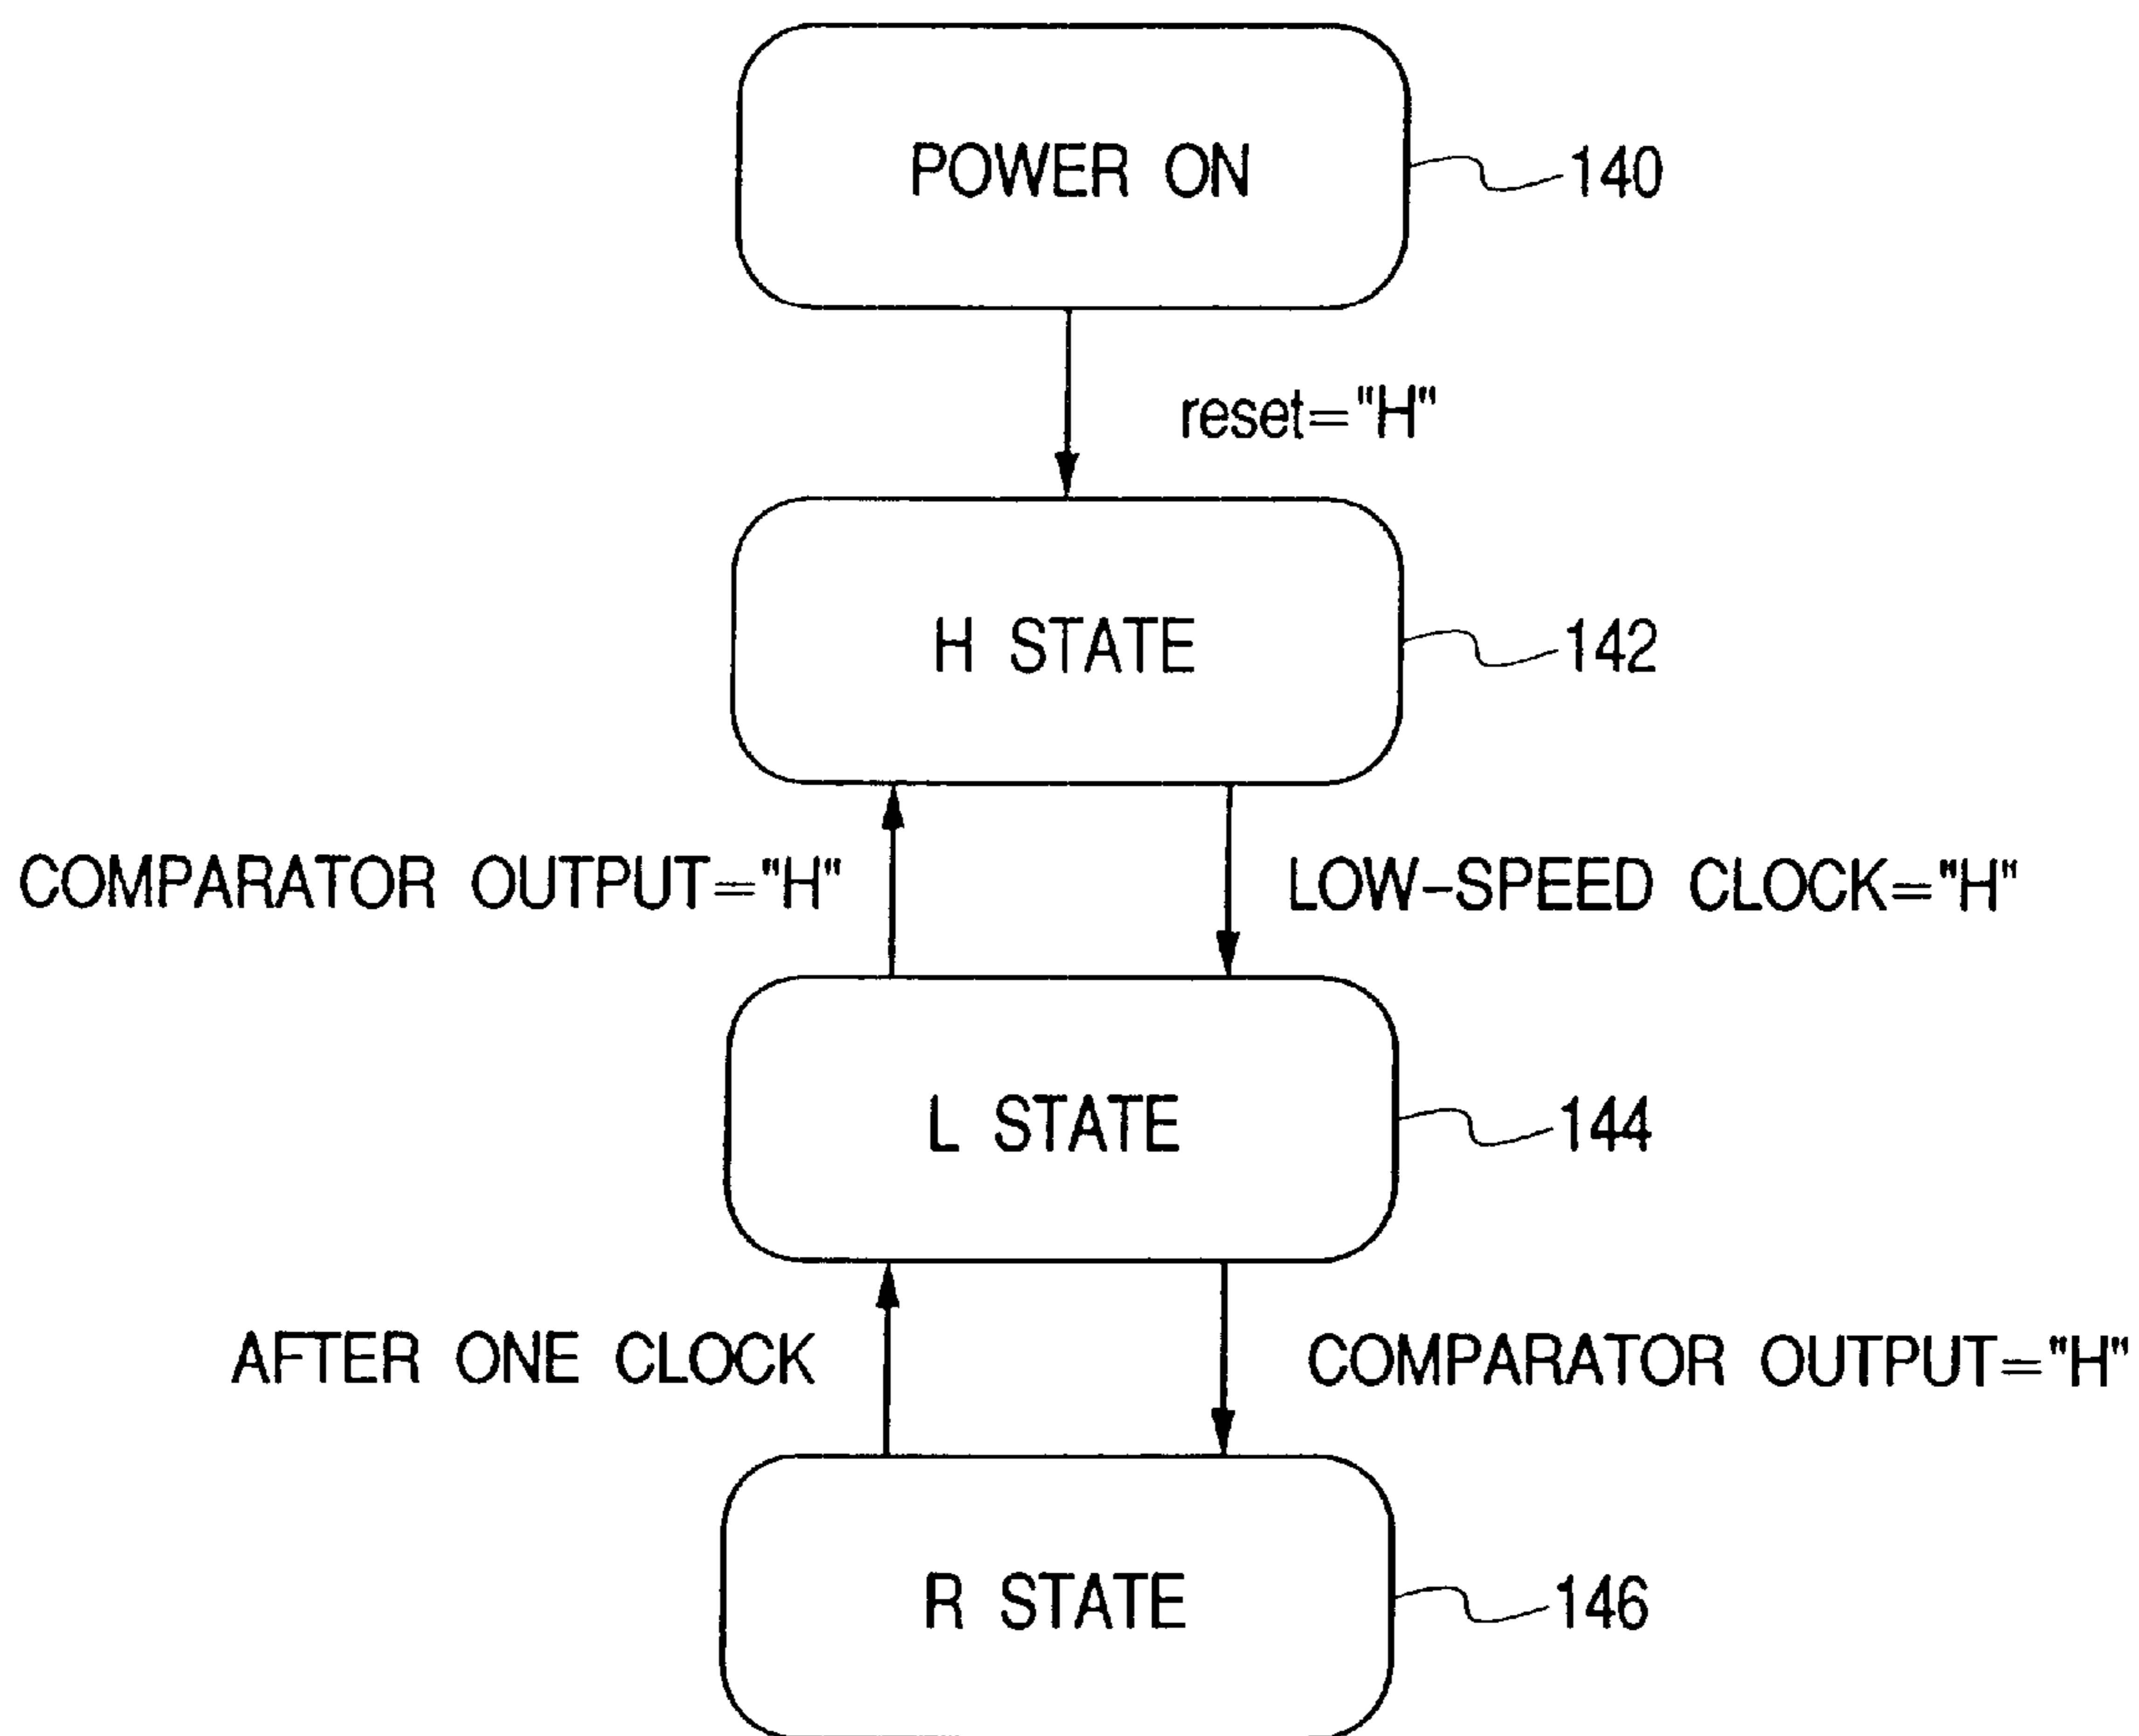 POWER ON
140
reset="H"
H STATE
142
COMPARATOR OUTPUT="H"
LOW-SPEED CLOCK="H"
L STATE
144
AFTER ONE CLOCK
COMPARATOR OUTPUT="H"
R STATE
146